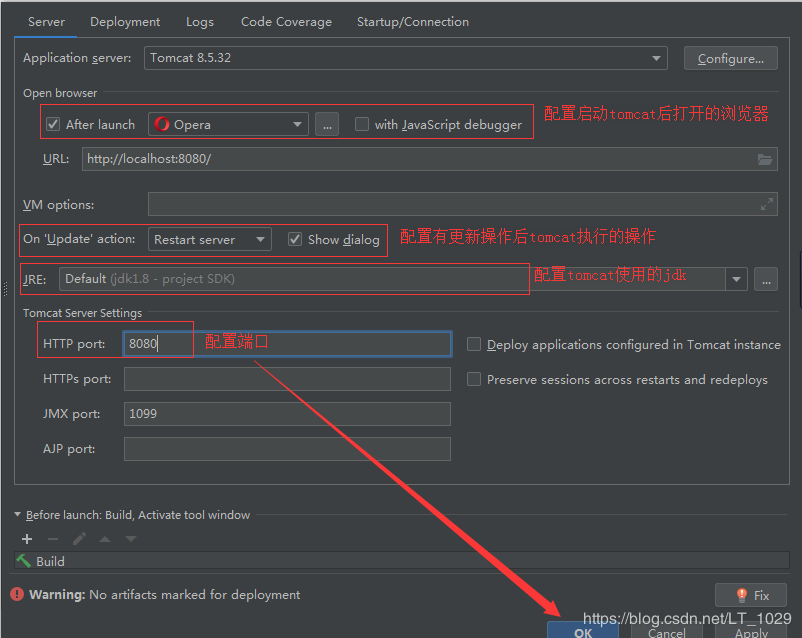 Server Deployment Logs Code Coverage Startup/Connection
Application server: Tomcat 8.5.32 Configure...
Open browser
After launch Opera ... with JavaScript debugger 配置启动tomcat后打开的浏览器
URL: http://localhost:8080/
VM options:
On 'Update' action: Restart server Show dialog 配置有更新操作后tomcat执行的操作
JRE: Default (jdk1.8 - project SDK) 配置tomcat使用的jdk ...
Tomcat Server Settings
HTTP port: 8080 配置端口 Deploy applications configured in Tomcat instance
HTTPs port: Preserve sessions across restarts and redeploys
JMX port: 1099
AJP port:
Before launch: Build, Activate tool window
Build
Warning: No artifacts marked for deployment Fix
https://blog.csdn.net/LT_1029
OK Cancel Apply